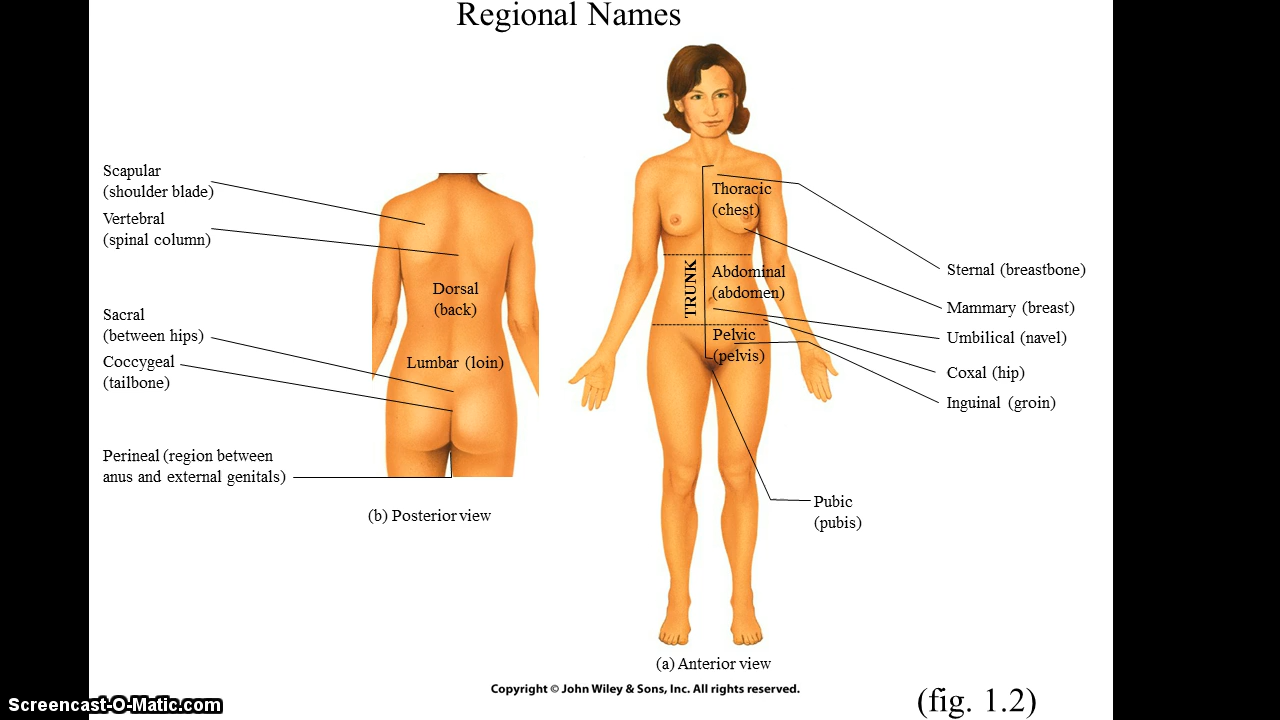 Regional Names
Scapular
(shoulder blade)
Vertebral
(spinal column)
Sacral
(between hips)
Coccygeal
(tailbone)
Perineal (region between
anus and external genitals)
Dorsal
(back)
Lumbar (loin)
(b) Posterior view
TRUNK
Thoracic
(chest)
Abdominal
(abdomen)
Pelvic
(pelvis)
Sternal (breastbone)
Mammary (breast)
Umbilical (navel)
Coxal (hip)
Inguinal (groin)
Pubic
(pubis)
(a) Anterior view
Copyright © John Wiley & Sons, Inc. All rights reserved.
(fig. 1.2)
Screencast-O-Matic.com